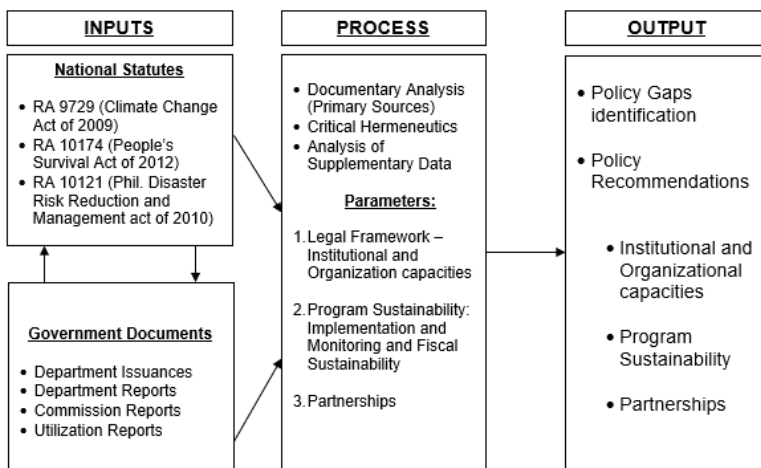 INPUTS
National Statutes
• RA 9729 (Climate Change
Act of 2009)
• RA 10174 (People's
Survival Act of 2012)
• RA 10121 (Phil. Disaster
Risk Reduction and
Management act of 2010)
Government Documents
• Department Issuances
• Department Reports
• Commission Reports
• Utilization Reports
PROCESS
• Documentary Analysis
(Primary Sources)
• Critical Hermeneutics
• Analysis of
Supplementary Data
Parameters:
1. Legal Framework –
Institutional and
Organization capacities
2. Program Sustainability:
Implementation and
Monitoring and Fiscal
Sustainability
3. Partnerships
OUTPUT
• Policy Gaps
identification
• Policy
Recommendations
• Institutional and
Organizational
capacities
• Program
Sustainability
• Partnerships